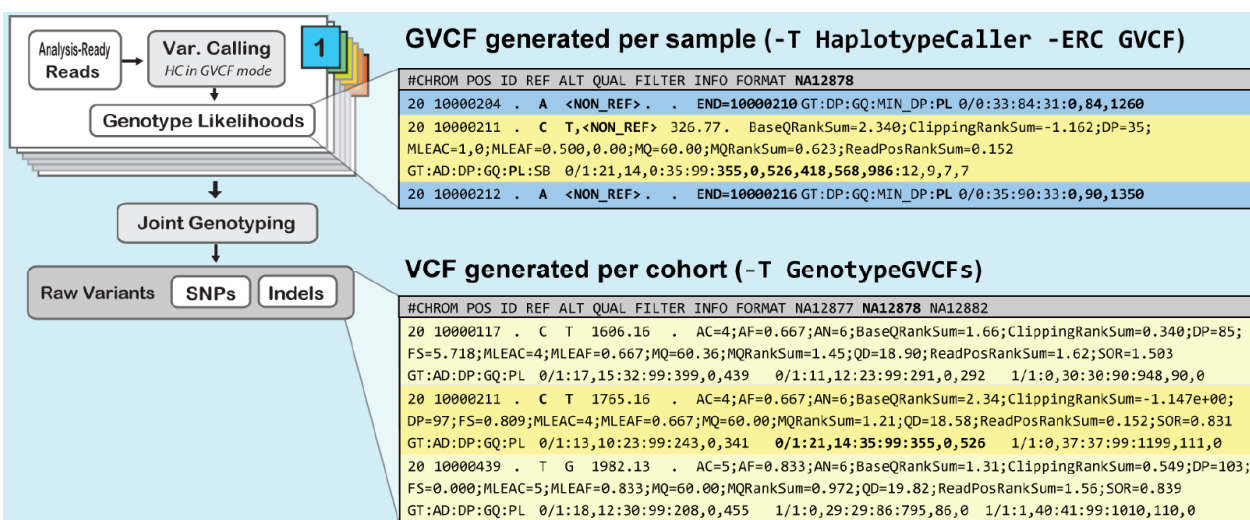 Analysis-Ready
Reads
Var. Calling
HC in GVCF mode
1
Genotype Likelihoods
Joint Genotyping
Raw Variants
SNPs
Indels
GVCF generated per sample (-T HaplotypeCaller -ERC GVCF)
#CHROM POS ID REF ALT QUAL FILTER INFO FORMAT NA12878
20 10000204 . A <NON_REF>. . END=10000210 GT:DP:GQ:MIN_DP:PL 0/0:33:84:31:0,84,1260
20 10000211 . C T,<NON_REF> 326.77. BaseQRankSum=2.340;ClippingRankSum=-1.162;DP=35;
MLEAC=1,0;MLEAF=0.500,0.00;MQ=60.00;MQRankSum=0.623;ReadPosRankSum=0.152
GT:AD:DP:GQ:PL:SB 0/1:21,14,0:35:99:355,0,526,418,568,986:12,9,7,7
20 10000212 . A <NON_REF>. . END=10000216 GT:DP:GQ:MIN_DP:PL 0/0:35:90:33:0,90,1350
VCF generated per cohort (-T GenotypeGVCFs)
#CHROM POS ID REF ALT QUAL FILTER INFO FORMAT NA12877 NA12878 NA12882
20 10000117 . C T 1606.16 . AC=4;AF=0.667;AN=6;BaseQRankSum=1.66;ClippingRankSum=0.340;DP=85;
FS=5.718;MLEAC=4;MLEAF=0.667;MQ=60.36;MQRankSum=1.45;QD=18.90;ReadPosRankSum=1.62;SOR=1.503
GT:AD:DP:GQ:PL 0/1:17,15:32:99:399,0,439 0/1:11,12:23:99:291,0,292 1/1:0,30:30:90:948,90,0
20 10000211 . C T 1765.16 . AC=4;AF=0.667;AN=6;BaseQRankSum=2.34;ClippingRankSum=-1.147e+00;
DP=97;FS=0.809;MLEAC=4;MLEAF=0.667;MQ=60.00;MQRankSum=1.21;QD=18.58;ReadPosRankSum=0.152;SOR=0.831
GT:AD:DP:GQ:PL 0/1:13,10:23:99:243,0,341 0/1:21,14:35:99:355,0,526 1/1:0,37:37:99:1199,111,0
20 10000439 . T G 1982.13 . AC=5;AF=0.833;AN=6;BaseQRankSum=1.31;ClippingRankSum=0.549;DP=103;
FS=0.000;MLEAC=5;MLEAF=0.833;MQ=60.00;MQRankSum=0.972;QD=19.82;ReadPosRankSum=1.56;SOR=0.839
GT:AD:DP:GQ:PL 0/1:18,12:30:99:208,0,455 1/1:0,29:29:86:795,86,0 1/1:1,40:41:99:1010,110,0